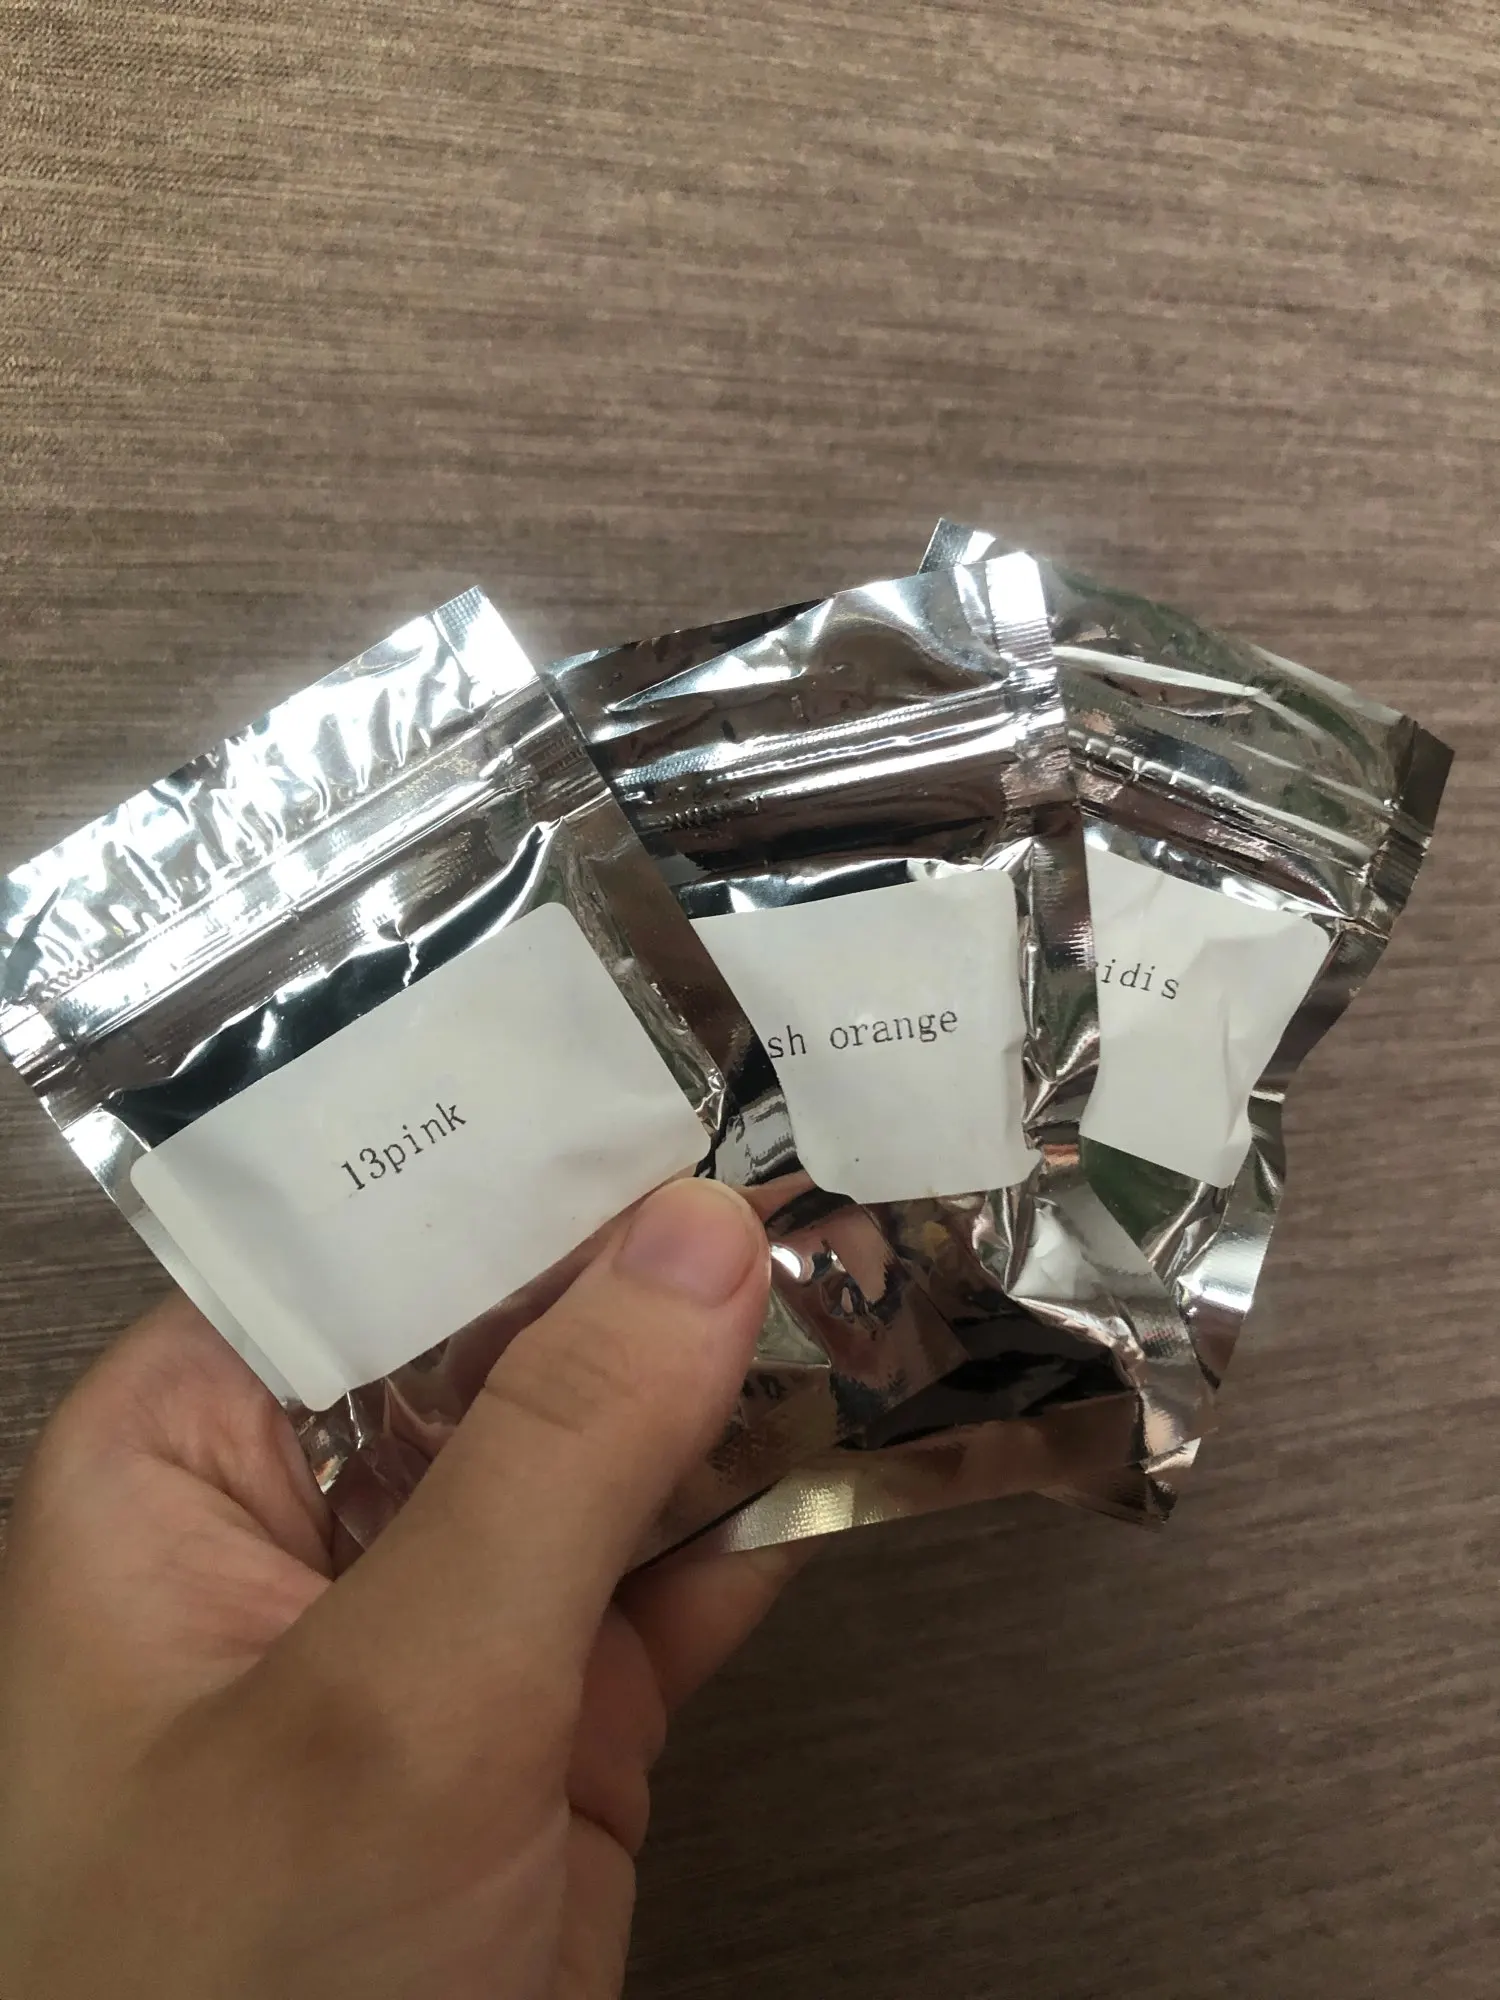 13pink
sh orange
idis